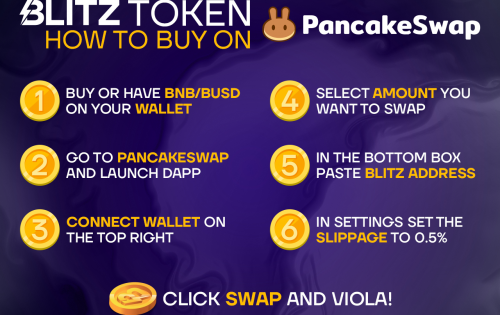 BLITZ TOKEN
HOW TO BUY ON
PancakeSwap
1
BUY OR HAVE BNB/BUSD
ON YOUR WALLET
2
GO TO PANCAKESWAP
AND LAUNCH DAPP
3
CONNECT WALLET ON
THE TOP RIGHT
4
SELECT AMOUNT YOU
WANT TO SWAP
5
IN THE BOTTOM BOX
PASTE BLITZ ADDRESS
6
IN SETTINGS SET THE
SLIPPAGE TO 0.5%
CLICK SWAP AND VIOLA!